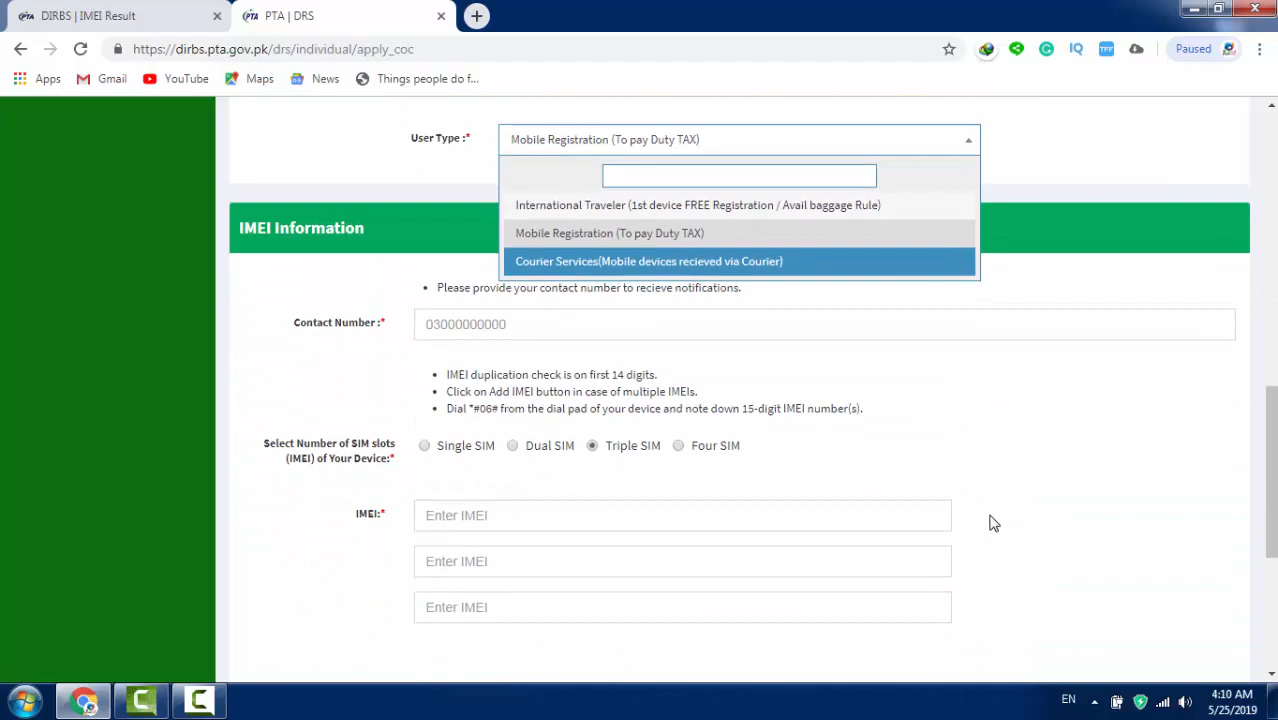 DIRBS | IMEI Result
PTA | DRS
https://dirbs.pta.gov.pk/drs/individual/apply_coc
IQ
TFF
Paused
Apps
Gmail
YouTube
Maps
News
Things people do f...
User Type :*
Mobile Registration (To pay Duty TAX)
International Traveler (1st device FREE Registration / Avail baggage Rule)
Mobile Registration (To pay Duty TAX)
Courier Services(Mobile devices recieved via Courier)
IMEI Information
• Please provide your contact number to recieve notifications.
Contact Number :*
03000000000
• IMEI duplication check is on first 14 digits.
• Click on Add IMEI button in case of multiple IMEIs.
• Dial *#06# from the dial pad of your device and note down 15-digit IMEI number(s).
Select Number of SIM slots
(IMEI) of Your Device:*
Single SIM
Dual SIM
Triple SIM
Four SIM
IMEI:*
Enter IMEI
Enter IMEI
Enter IMEI
EN
4:10 AM
5/25/2019